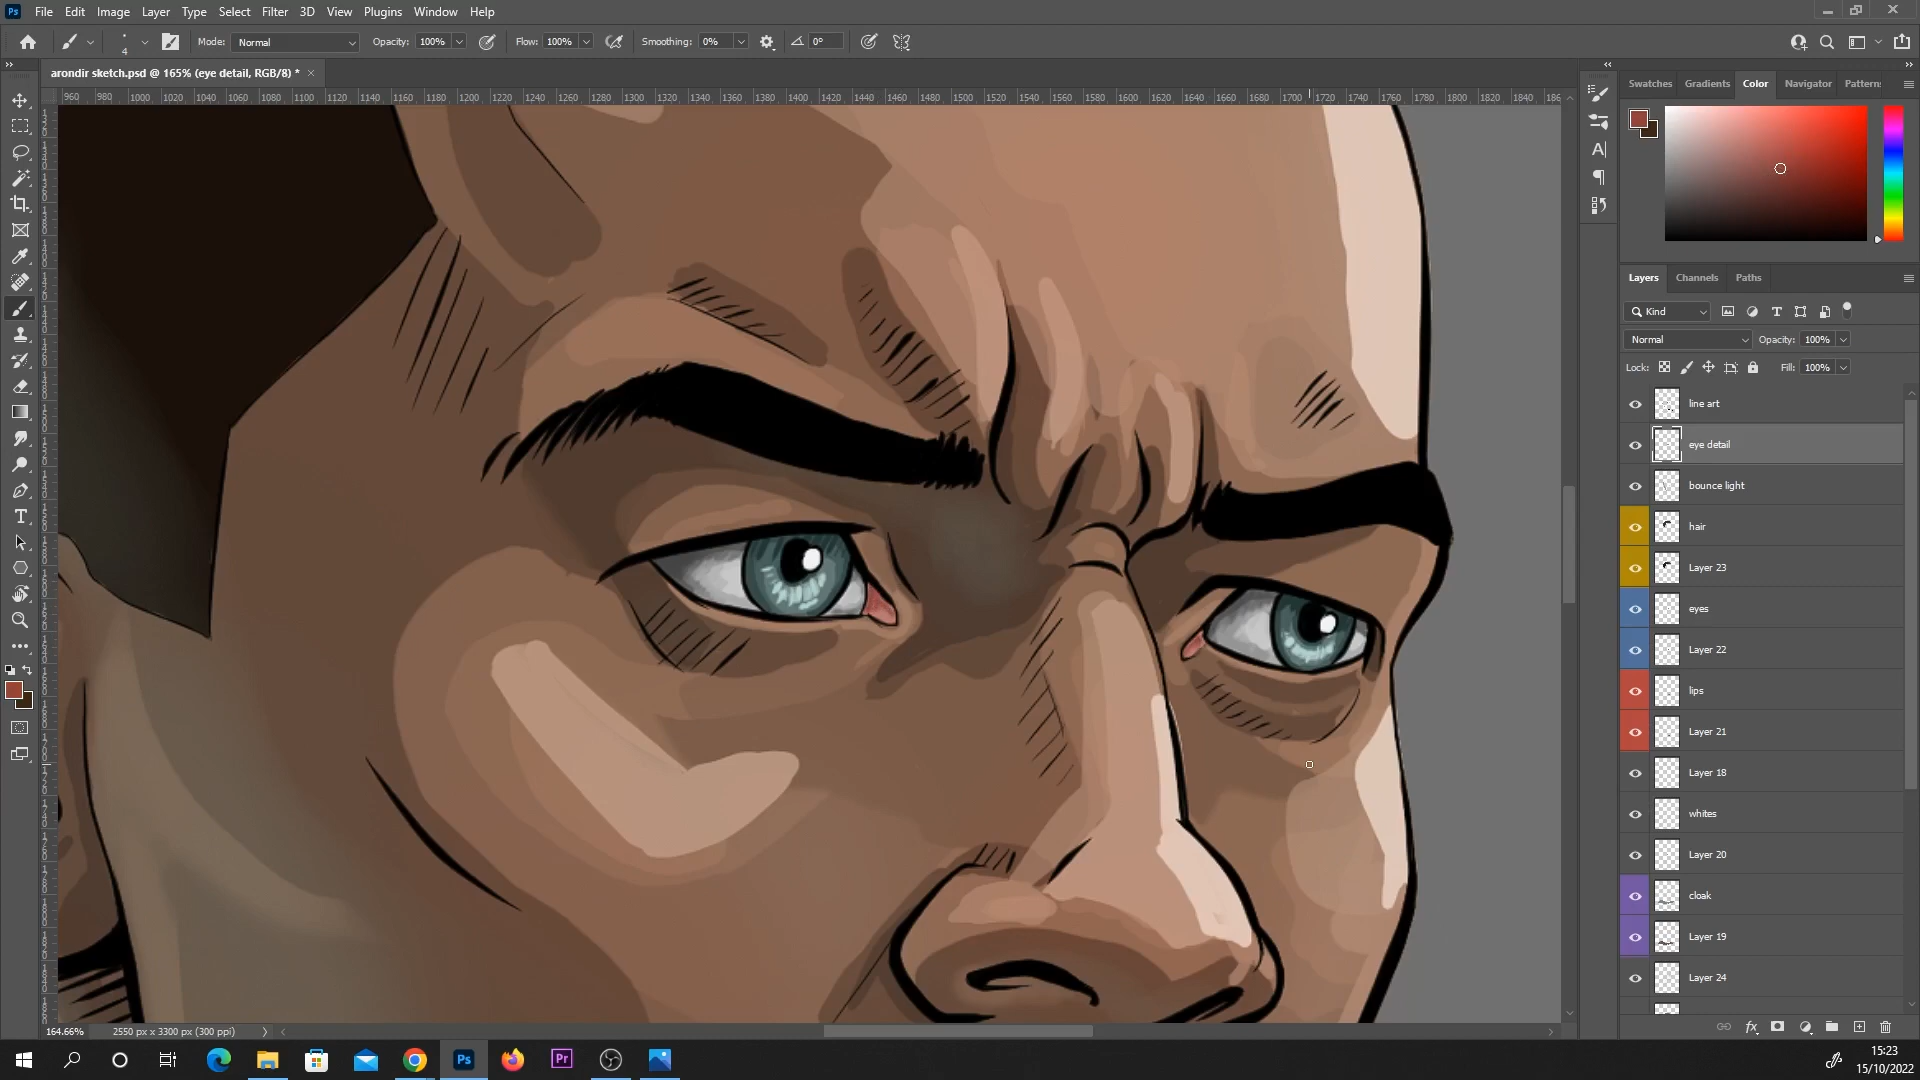 Ps File Edit Image Layer Type Select Filter 3D View Plugins Window Help
4 Mode: Normal Opacity: 100% Flow: 100% Smoothing: 0% 0°
arondir sketch.psd @ 165% (eye detail, RGB/8) * ×
960 980 1000 1020 1040 1060 1080 1100 1120 1140 1160 1180 1200 1220 1240 1260 1280 1300 1320 1340 1360 1380 1400 1420 1440 1460 1480 1500 1520 1540 1560 1580 1600 1620 1640 1660 1680 1700 1720 1740 1760 1780 1800 1820 1840 186
Swatches Gradients Color Navigator Pattern
Layers Channels Paths
Kind
Normal Opacity: 100%
Lock: Fill: 100%
line art
eye detail
bounce light
hair
Layer 23
eyes
Layer 22
lips
Layer 21
Layer 18
whites
Layer 20
cloak
Layer 19
Layer 24
164.66% 2550 px x 3300 px (300 ppi)
Ps Pr
15:23
15/10/2022